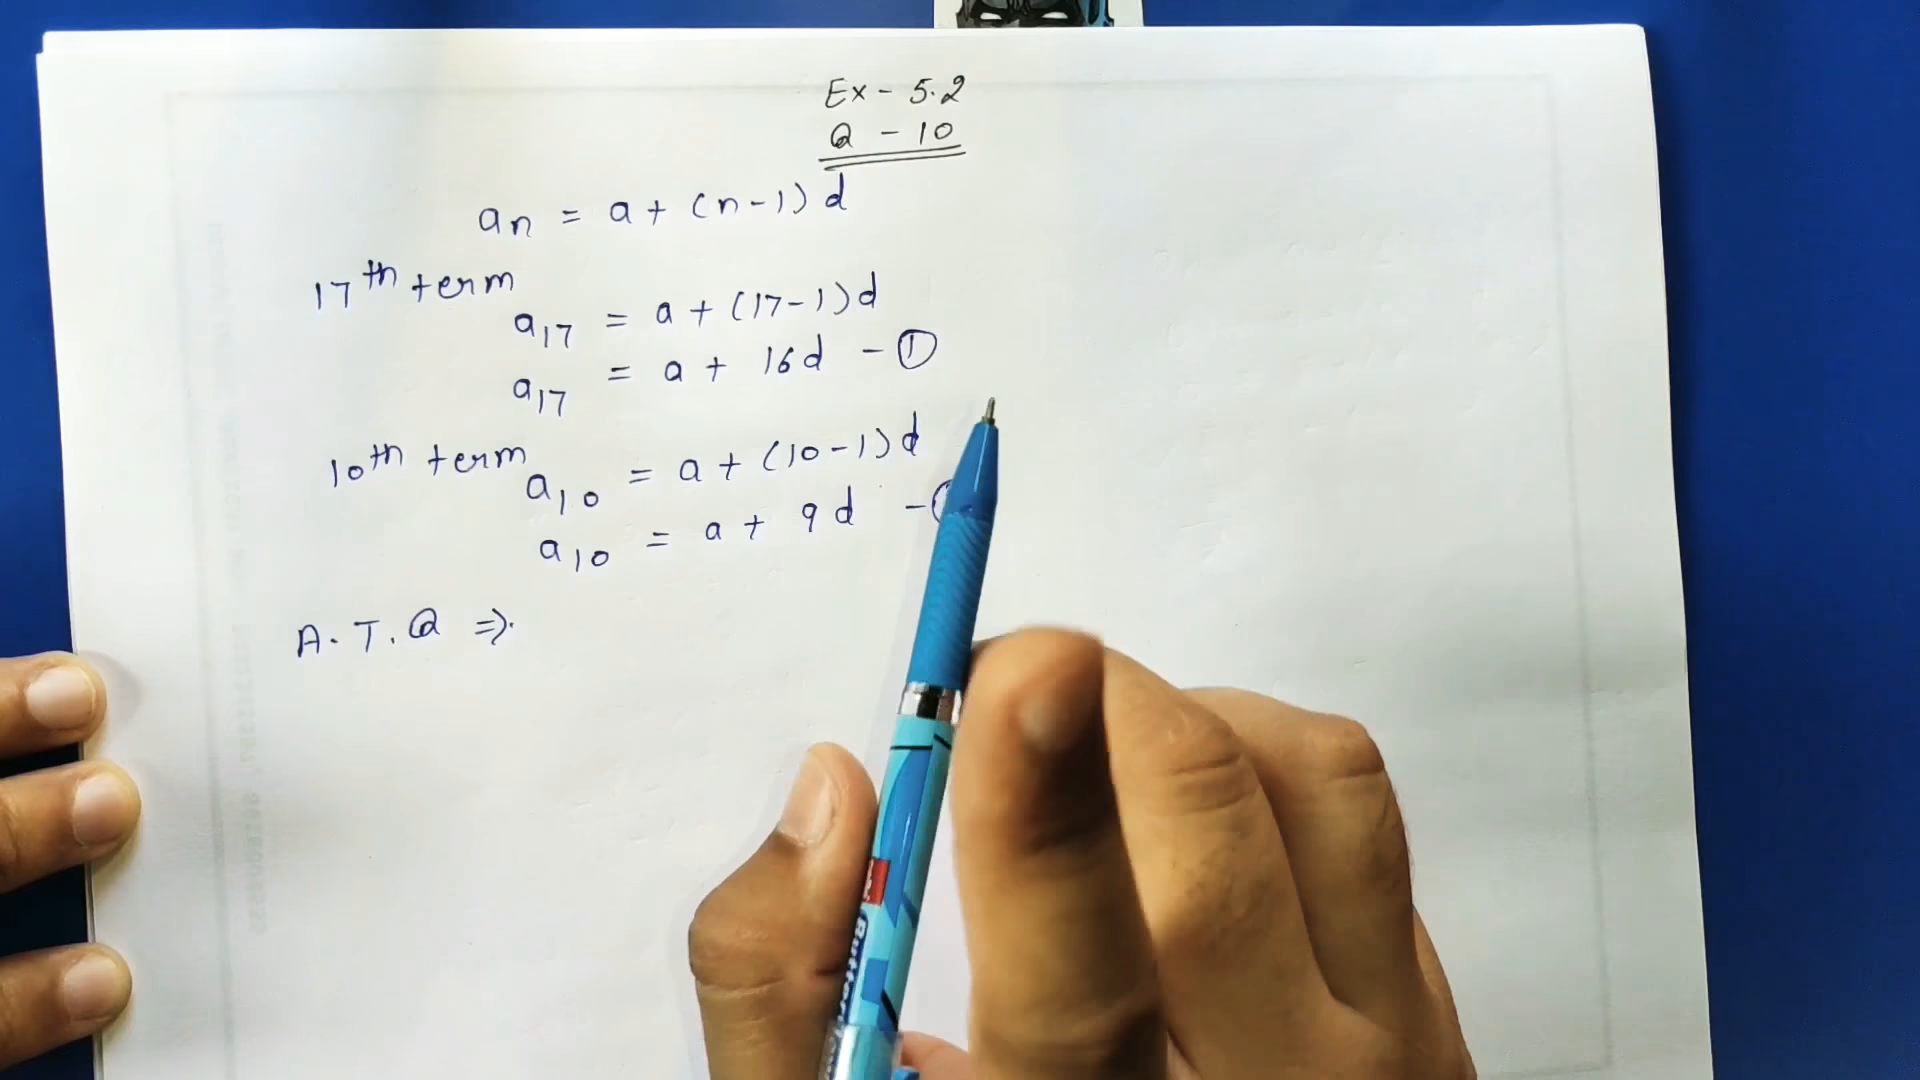 Ex - 5.2
Q - 10
an = a + (n-1) d
17th term
a17 = a + (17-1)d
a17 = a + 16d - ①
10th term
a10 = a + (10-1)d
a10 = a + 9d -
A.T.Q ⇒